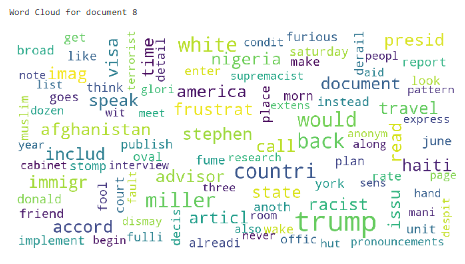 Word Cloud for document 8
get
broad
like
visa
terrorist
time
detail
white
imag
nigeria
condit
furious
saturday
derail
presid
enter
supremacist
make
peopl
report
list
think
glori
america
place
morn
aid
look
note
goes
speak
frustrat
extens
document
instead
pattern
muslim
dozen
wit
meet
would
travel
afghanistan
stephen
back
anonym
express
year
publish
call
along
read
june
includ
cabinet
stomp
interview
oval
fume
research
countri
plan
haiti
immigr
fool
court
fault
advisor
three
state
york
rate
sens
page
donald
miller
racist
issu
hand
friend
dismay
decis
articl
room
anoth
trump
mani
despit
accord
also
wake
unit
implement
begin
fulli
alreadi
never
offic
hut
pronouncements